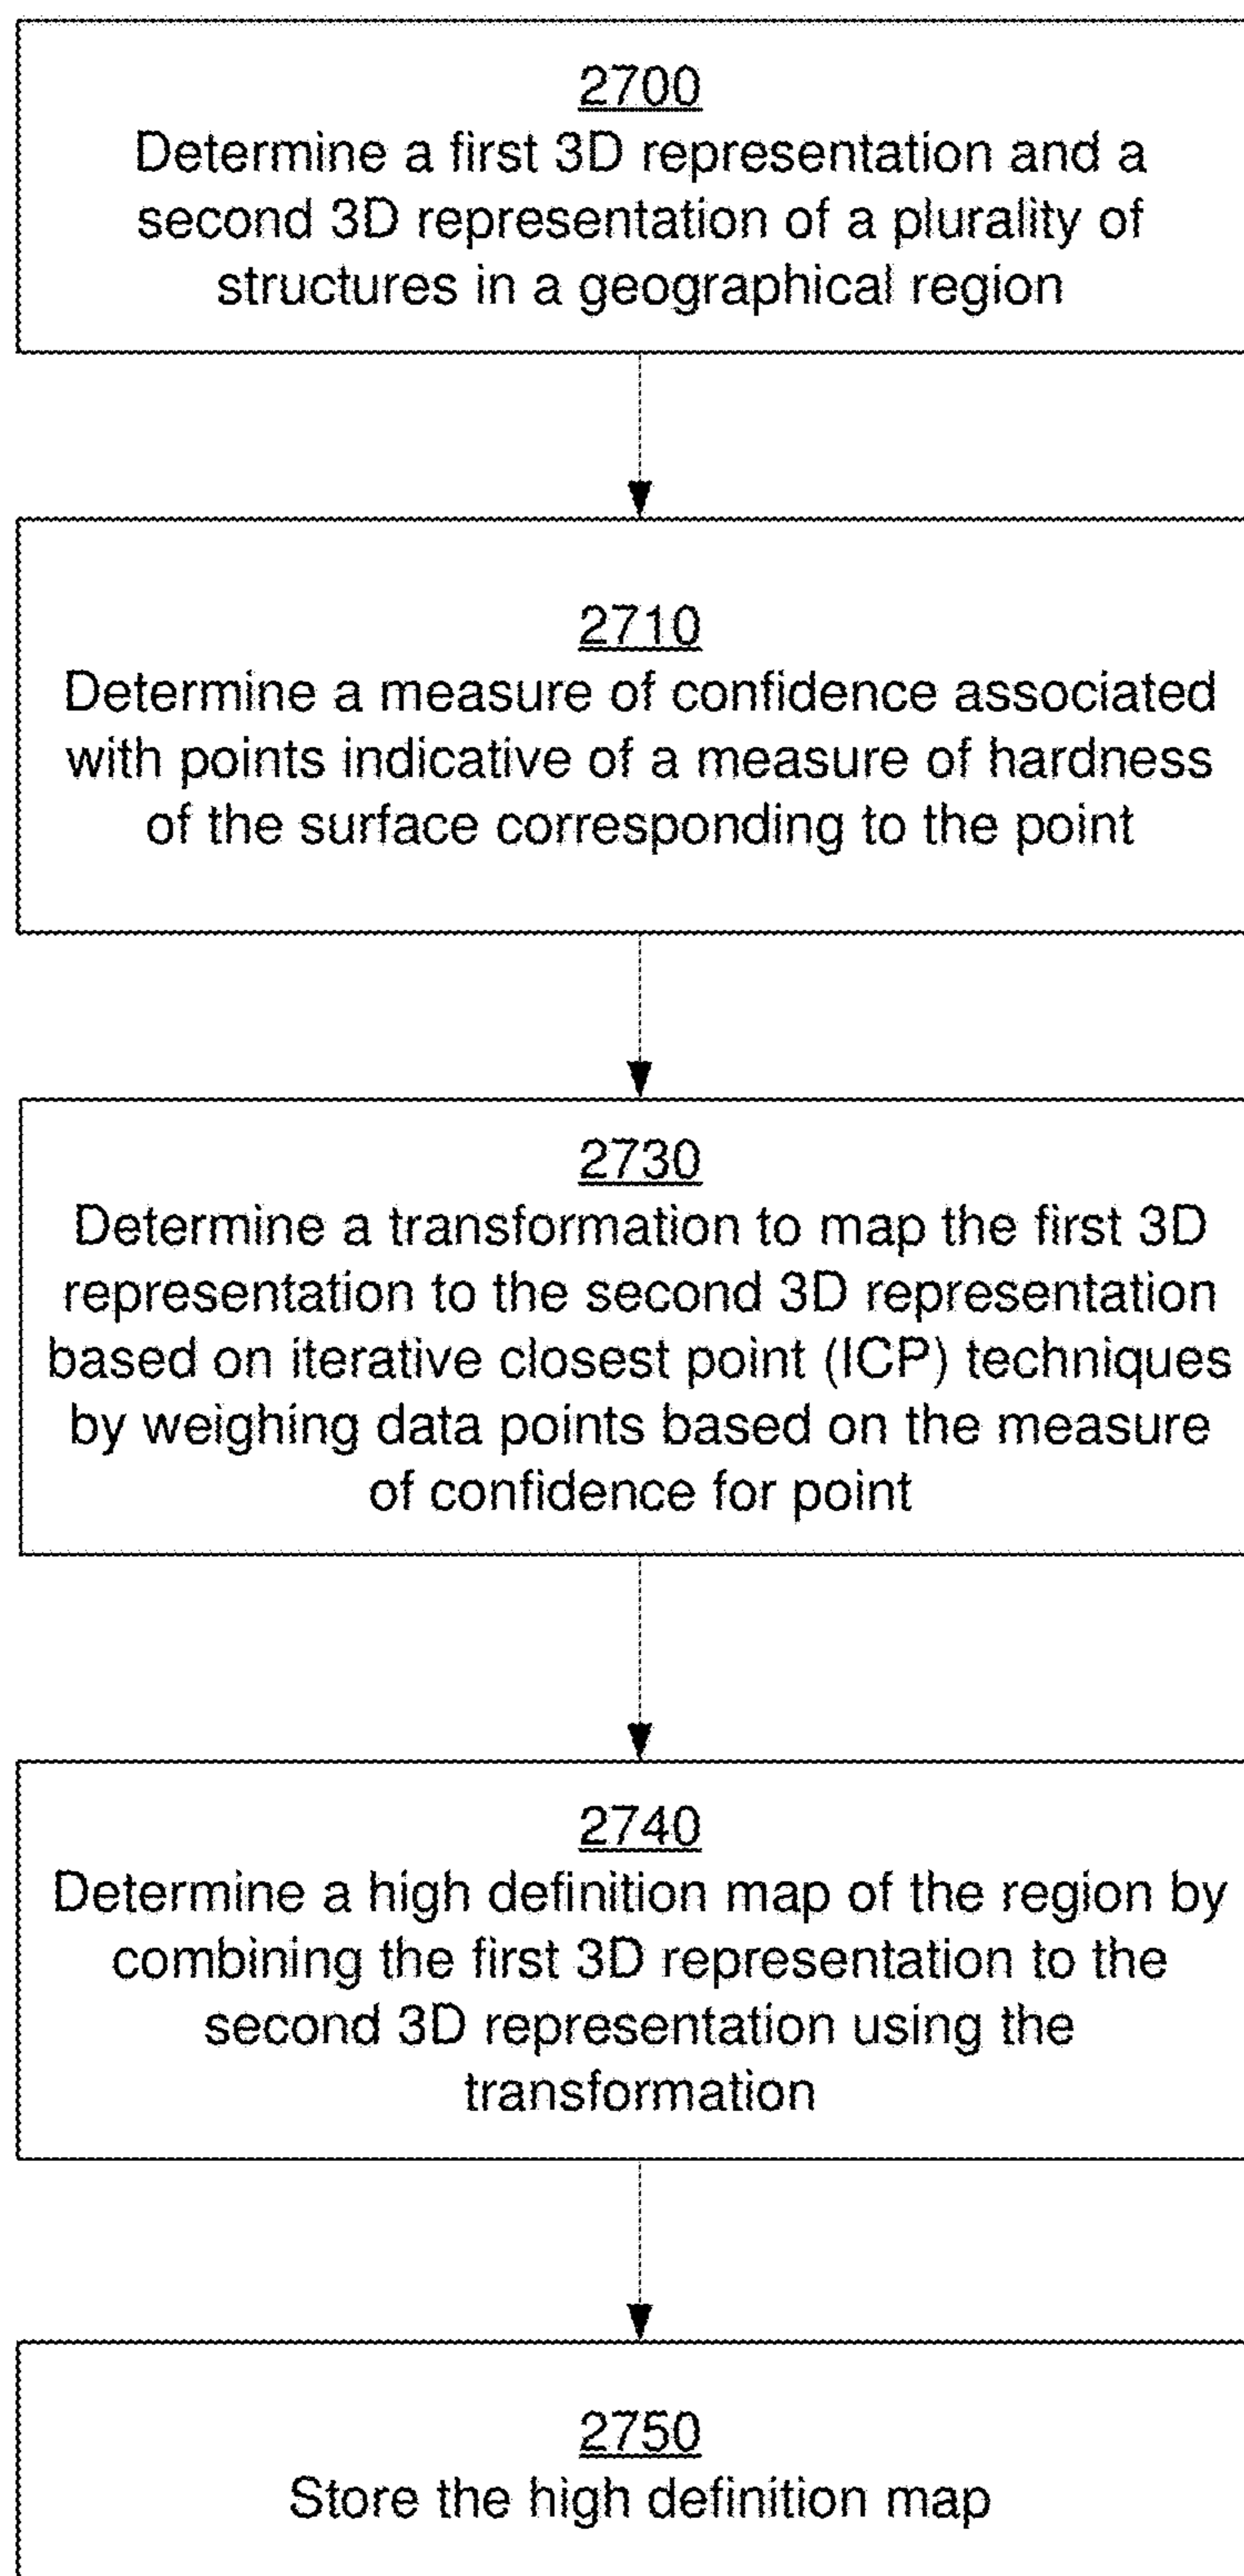 2700
Determine a first 3D representation and a
second 3D representation of a plurality of
structures in a geographical region
2710
Determine a measure of confidence associated
with points indicative of a measure of hardness
of the surface corresponding to the point
2730
Determine a transformation to map the first 3D
representation to the second 3D representation
based on iterative closest point (ICP) techniques
by weighing data points based on the measure
of confidence for point
2740
Determine a high definition map of the region by
combining the first 3D representation to the
second 3D representation using the
transformation
2750
Store the high definition map